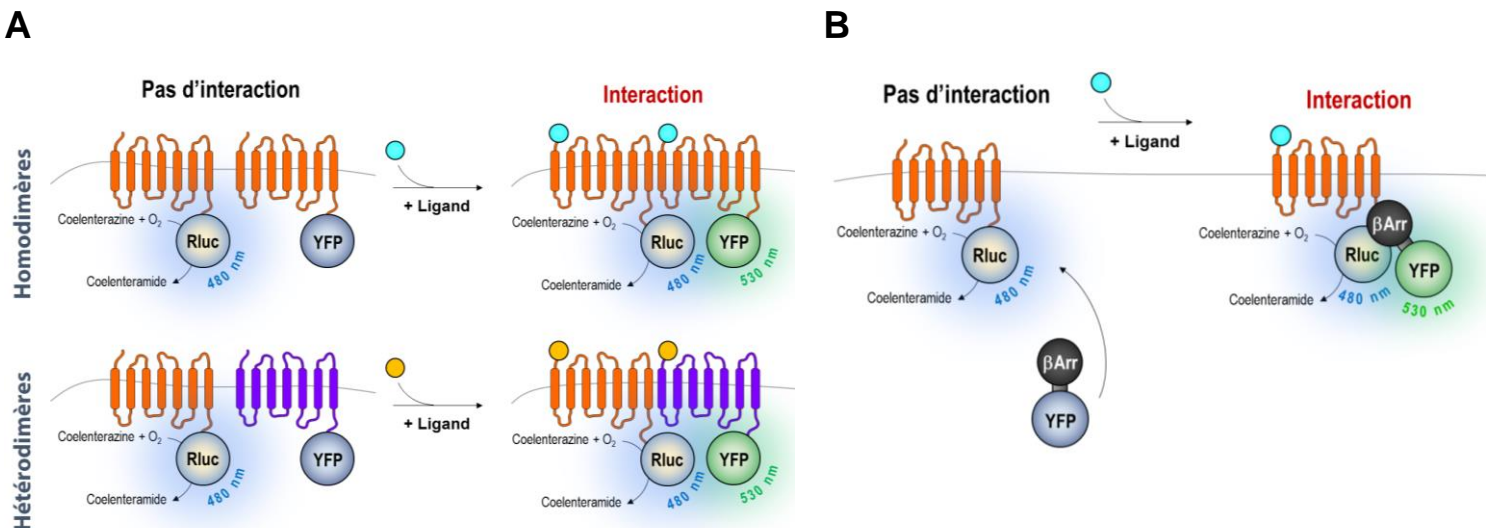 A
Pas d'interaction
Interaction
Homodimères
+ Ligand
Coelenterazine + O₂
Rluc
YFP
480 nm
Coelenteramide
Coelenterazine + O₂
Rluc
YFP
480 nm
530 nm
Coelenteramide
Hétérodimères
+ Ligand
Coelenterazine + O₂
Rluc
YFP
480 nm
Coelenteramide
Coelenterazine + O₂
Rluc
YFP
480 nm
530 nm
Coelenteramide
B
Pas d'interaction
+ Ligand
Interaction
Coelenterazine + O₂
Rluc
480 nm
Coelenteramide
βArr
YFP
Coelenterazine + O₂
βArr
Rluc
YFP
480 nm
530 nm
Coelenteramide